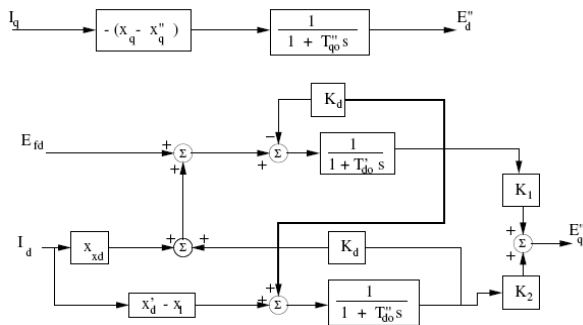 I_q
- (x_q - x''_q )
1
1 + T''_qo s
E''_d
K_d
E_fd
+
+
Σ
−
+
Σ
1
1 + T'_do s
K_1
I_d
x_xd
+
+
Σ
K_d
+
+
Σ
E''_q
x'_d - x_l
+
+
Σ
1
1 + T''_do s
K_2